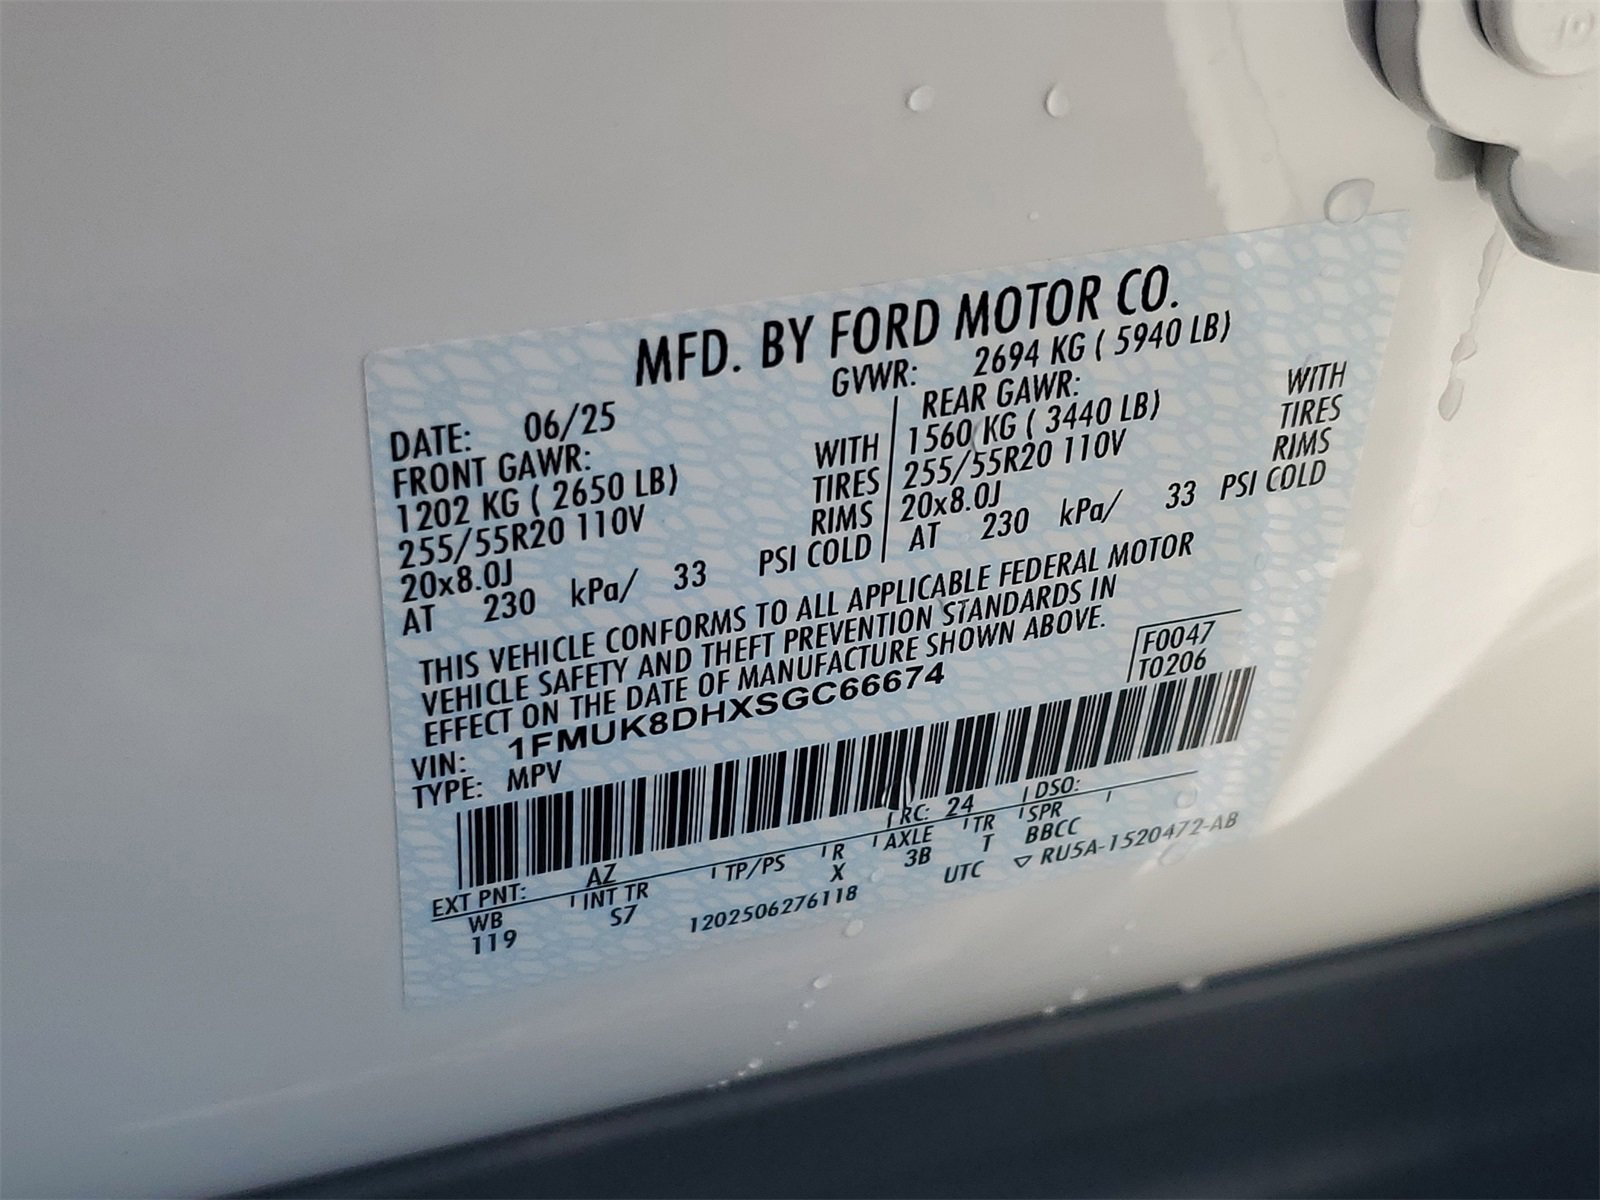 MFD. BY FORD MOTOR CO.
DATE: 06/25 GVWR: 2694 KG ( 5940 LB)
FRONT GAWR: REAR GAWR:
1202 KG ( 2650 LB) WITH 1560 KG ( 3440 LB) WITH
255/55R20 110V TIRES 255/55R20 110V TIRES
20x8.0J RIMS 20x8.0J RIMS
AT 230 kPa/ 33 PSI COLD AT 230 kPa/ 33 PSI COLD
THIS VEHICLE CONFORMS TO ALL APPLICABLE FEDERAL MOTOR
VEHICLE SAFETY AND THEFT PREVENTION STANDARDS IN
EFFECT ON THE DATE OF MANUFACTURE SHOWN ABOVE.
F0047
T0206
VIN: 1FMUK8DHXSGC66674
TYPE: MPV
EXT PNT: AZ RC: 24 DSO:
WB INT TR TP/PS R AXLE TR SPR
119 S7 X 3B T BBCC
1202506276118 UTC ▽ RU5A-1520472-AB